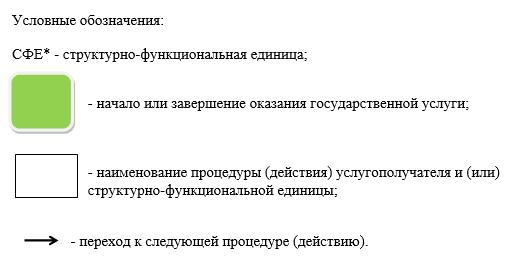 Условные обозначения:
СФЕ* - структурно-функциональная единица;
- начало или завершение оказания государственной услуги;
- наименование процедуры (действия) услугополучателя и (или)
структурно-функциональной единицы;
- переход к следующей процедуре (действию).